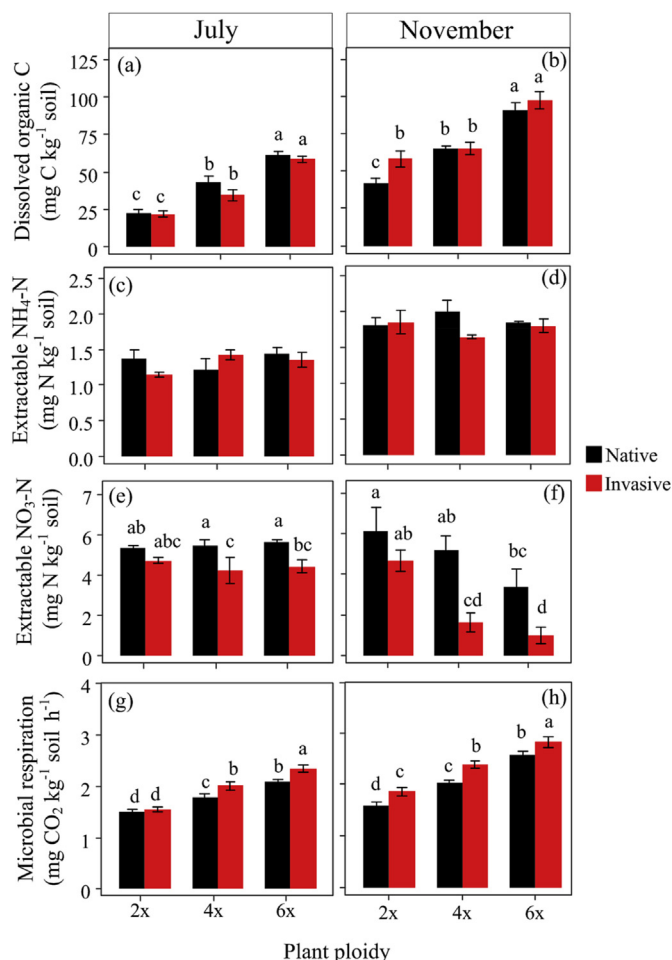 July
November
(a)
(b)
Dissolved organic C
(mg C kg⁻¹ soil)
125
100
75
50
25
0
c c
b b
a a
c b
b b
a a
(c)
(d)
Extractable NH₄-N
(mg N kg⁻¹ soil)
2.5
2.0
1.5
1.0
0.5
0.0
Native
Invasive
(e)
(f)
Extractable NO₃-N
(mg N kg⁻¹ soil)
7
6
4
2
0
ab abc
a c
a bc
a ab
ab cd
bc d
(g)
(h)
Microbial respiration
(mg CO₂ kg⁻¹ soil h⁻¹)
4
3
2
1
0
d d
c b
b a
d c
c b
b a
2x 4x 6x
2x 4x 6x
Plant ploidy